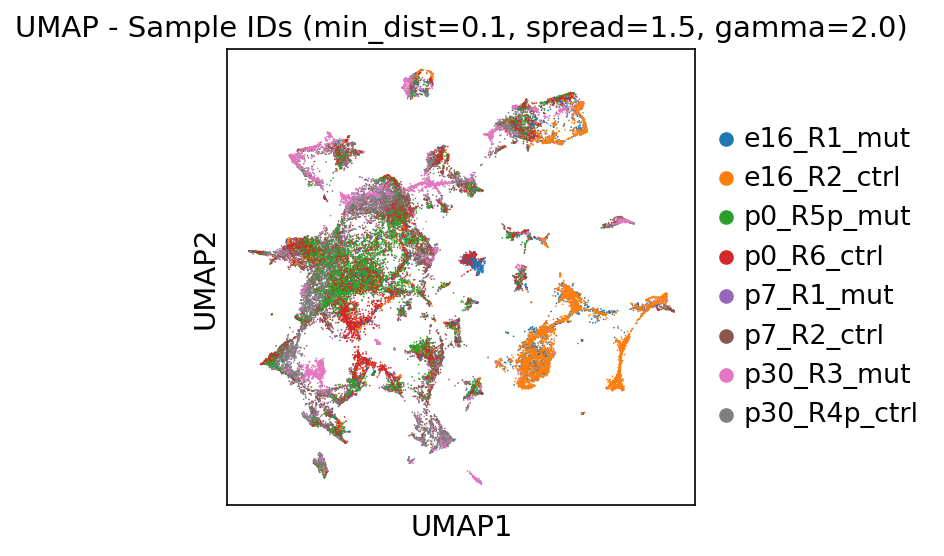 UMAP - Sample IDs (min_dist=0.1, spread=1.5, gamma=2.0)
UMAP2
UMAP1
e16_R1_mut
e16_R2_ctrl
p0_R5p_mut
p0_R6_ctrl
p7_R1_mut
p7_R2_ctrl
p30_R3_mut
p30_R4p_ctrl